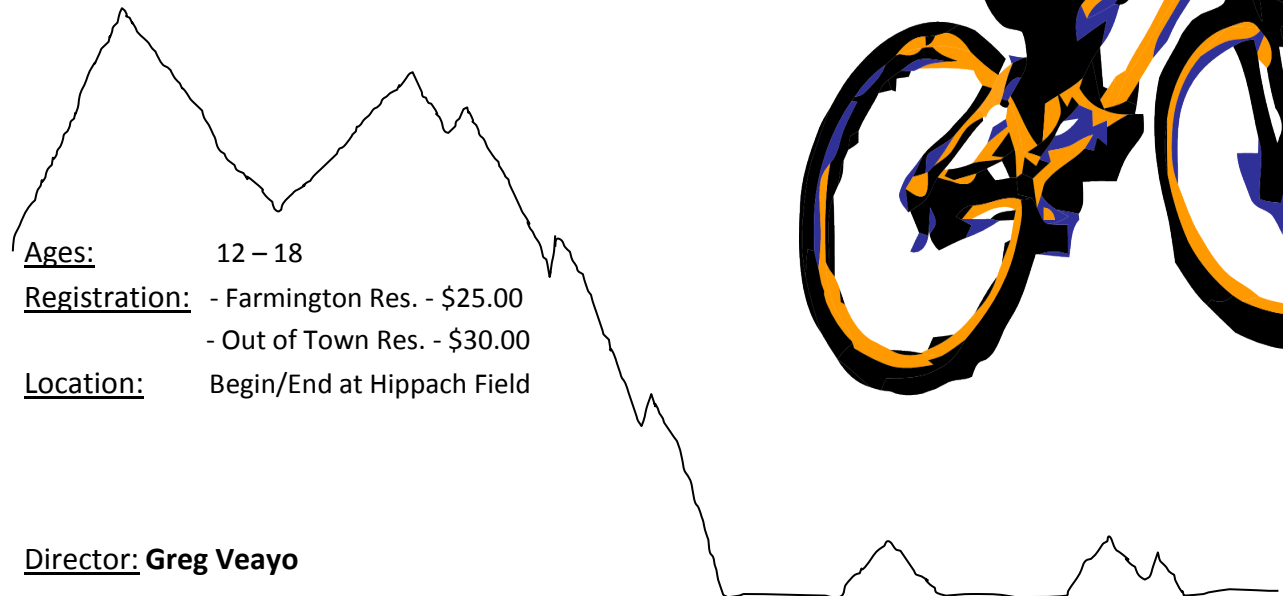 Ages: 12 – 18
Registration: - Farmington Res. - $25.00
- Out of Town Res. - $30.00
Location: Begin/End at Hippach Field
Director: Greg Veayo